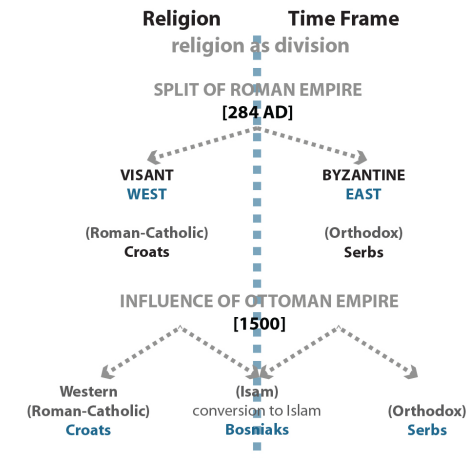 Religion Time Frame
religion as division
SPLIT OF ROMAN EMPIRE
[284 AD]
VISANT
WEST
BYZANTINE
EAST
(Roman-Catholic)
Croats
(Orthodox)
Serbs
INFLUENCE OF OTTOMAN EMPIRE
[1500]
Western
(Roman-Catholic)
Croats
(Isam)
conversion to Islam
Bosniaks
(Orthodox)
Serbs